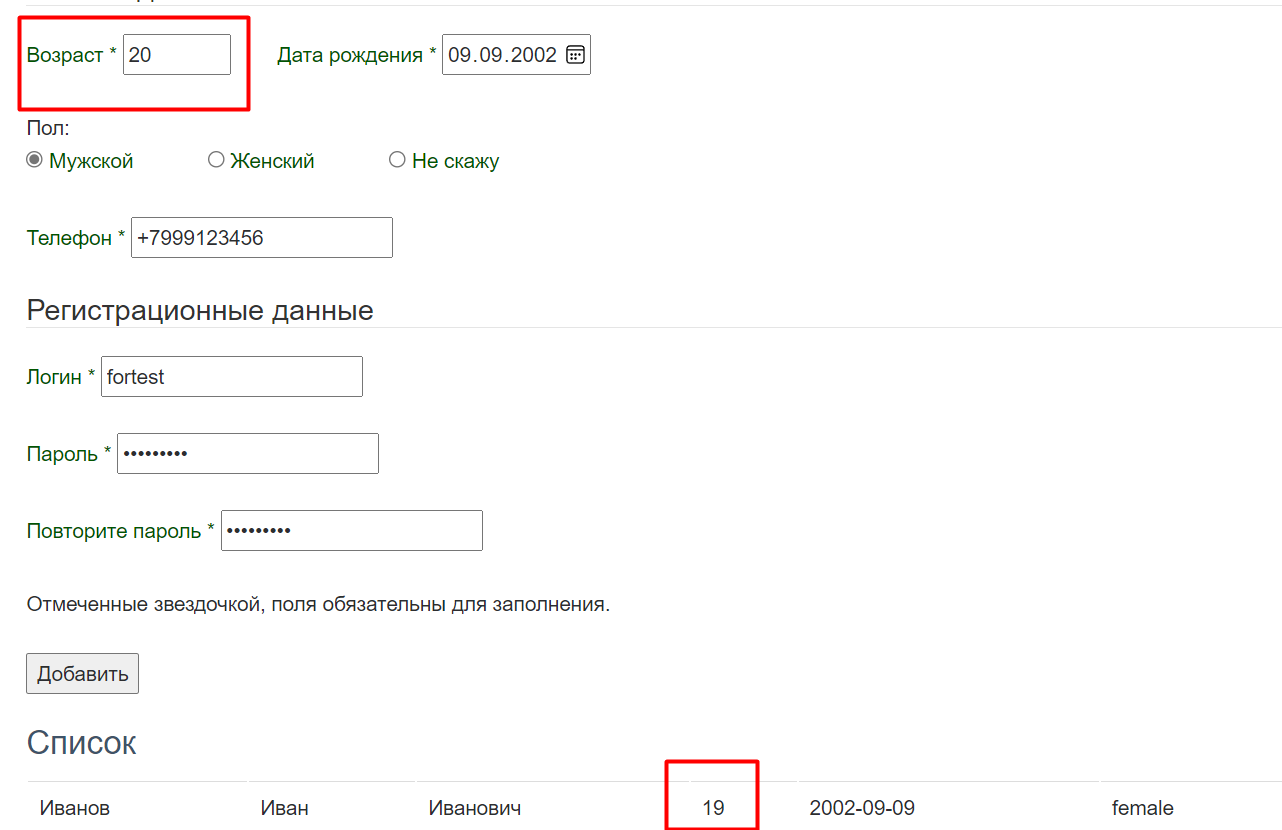 Возраст * 20 Дата рождения * 09.09.2002
Пол:
Мужской Женский Не скажу
Телефон * +7999123456
Регистрационные данные
Логин * fortest
Пароль * •••••••••
Повторите пароль * •••••••••
Отмеченные звездочкой, поля обязательны для заполнения.
Добавить
Список
Иванов Иван Иванович 19 2002-09-09 female